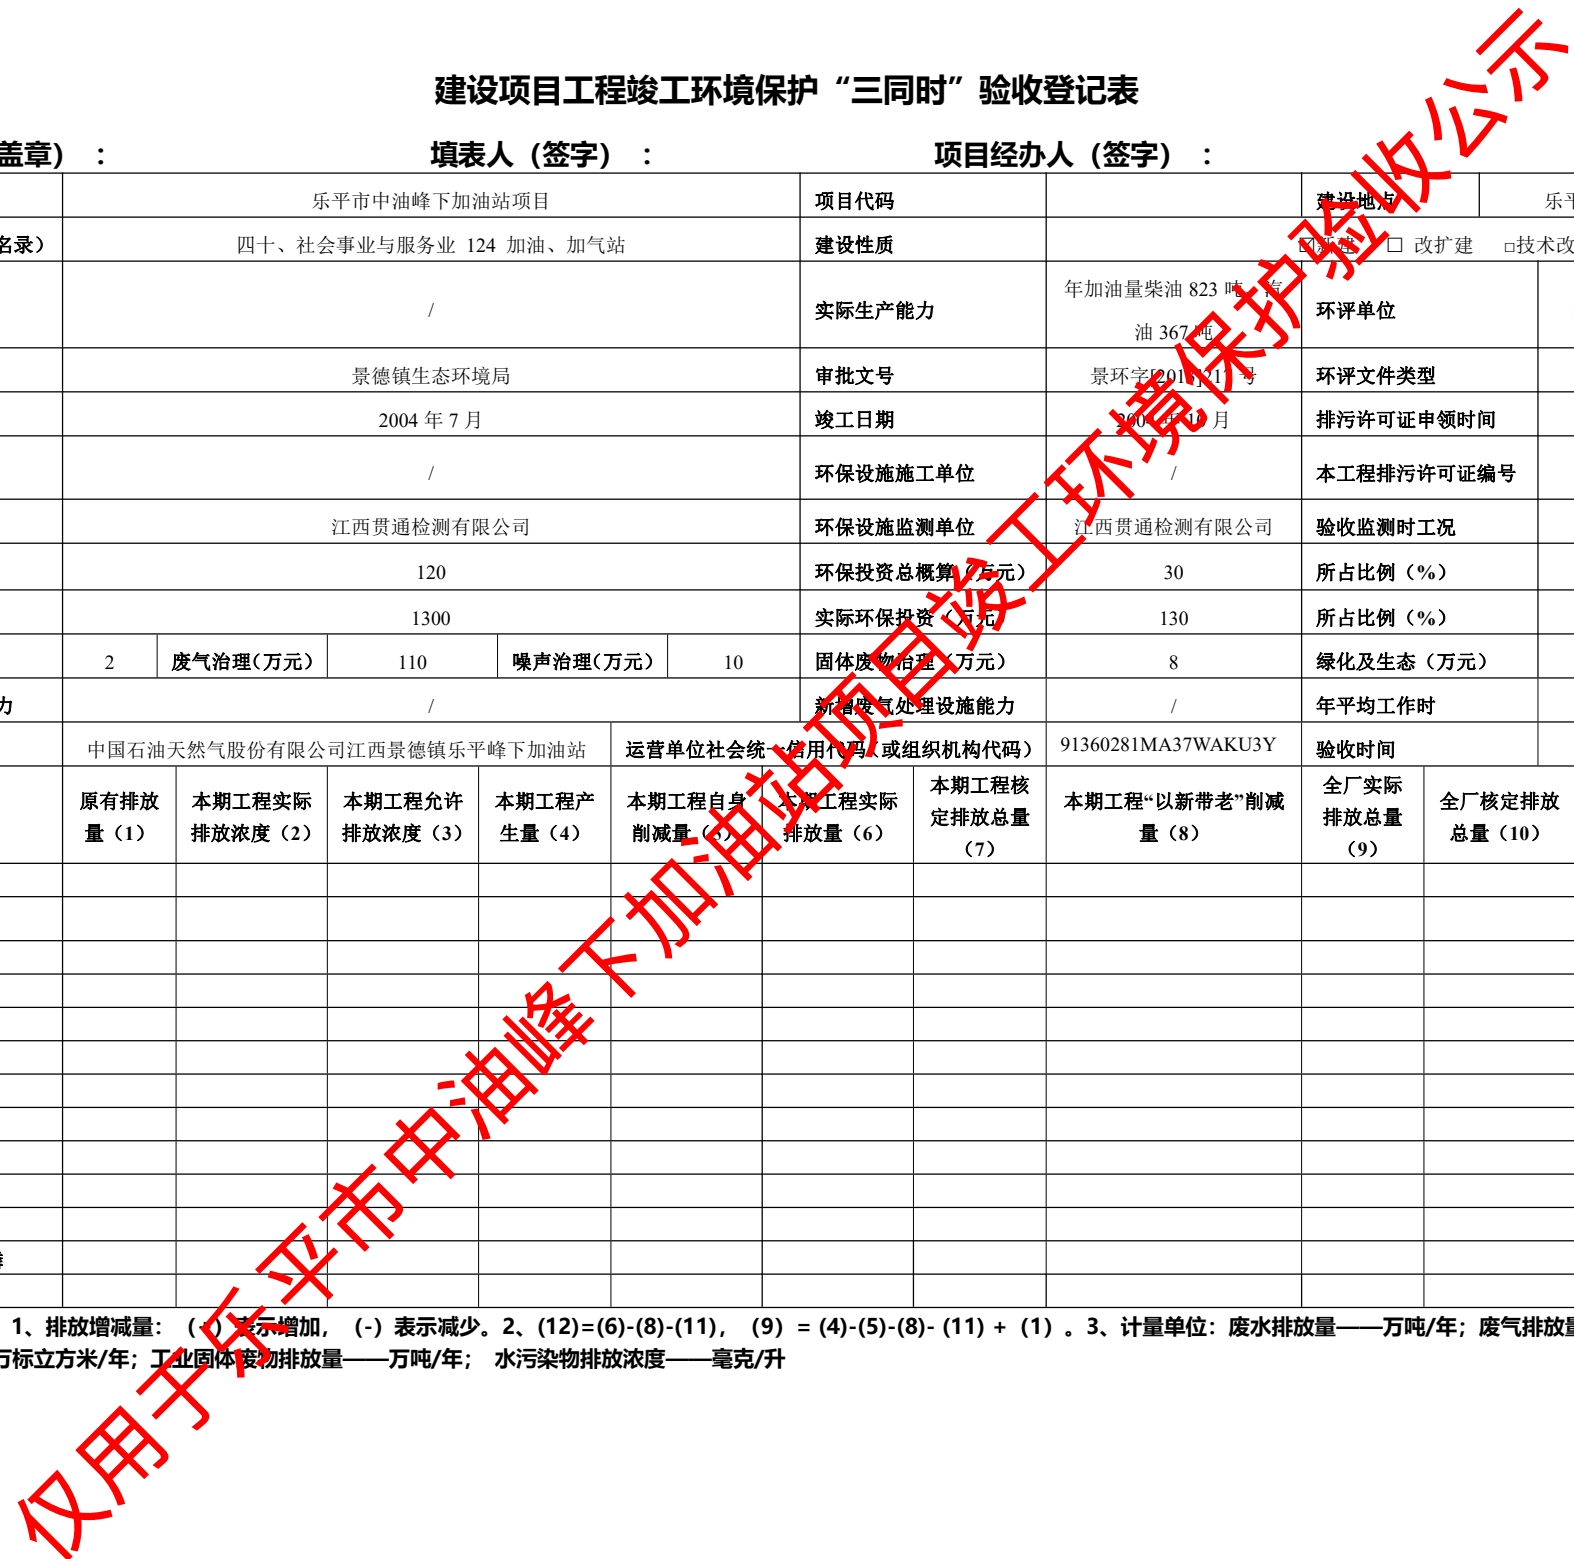 建设项目工程竣工环境保护“三同时”验收登记表
盖章） ： 填表人（签字） ： 项目经办人（签字） ：
乐平市中油峰下加油站项目 项目代码 建设地点 乐平
名录） 四十、社会事业与服务业 124 加油、加气站 建设性质 ☑新建 □ 改扩建 □技术改
/ 实际生产能力 年加油量柴油 823 吨 汽 环评单位
油 367 吨
景德镇生态环境局 审批文号 环评文件类型
2004 年 7 月 竣工日期 月 排污许可证申领时间
/ 环保设施施工单位 / 本工程排污许可证编号
江西贯通检测有限公司 环保设施监测单位 江西贯通检测有限公司 验收监测时工况
120 环保投资总概算（万元） 30 所占比例（%）
1300 实际环保投资（万元） 130 所占比例（%）
2 废气治理(万元) 110 噪声治理(万元) 10 固体废物治理（万元） 8 绿化及生态（万元）
力 / 新增废气处理设施能力 / 年平均工作时
中国石油天然气股份有限公司江西景德镇乐平峰下加油站 运营单位社会统一信用代码（或组织机构代码） 91360281MA37WAKU3Y 验收时间
原有排放量（1） 本期工程实际排放浓度（2） 本期工程允许排放浓度（3） 本期工程产生量（4） 本期工程自身削减量（5） 本期工程实际排放量（6） 本期工程核定排放总量（7） 本期工程“以新带老”削减量（8） 全厂实际排放总量（9） 全厂核定排放总量（10）
1、排放增减量：（+）表示增加，（-）表示减少。2、(12)=(6)-(8)-(11)，（9）= (4)-(5)-(8)- (11) +（1）。3、计量单位：废水排放量——万吨/年；废气排放量
万标立方米/年；工业固体废物排放量——万吨/年； 水污染物排放浓度——毫克/升
仅用于乐平市中油峰下加油站项目竣工环境保护验收公示